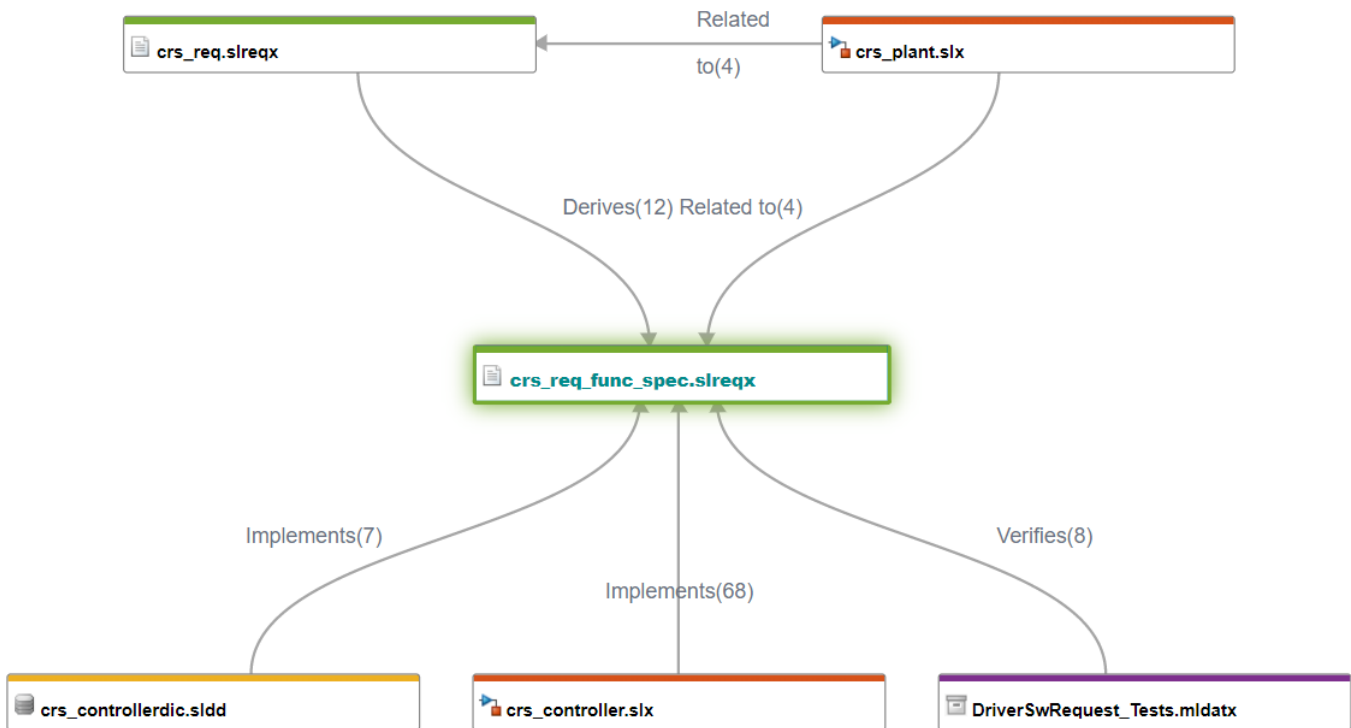 Related
crs_req.slreqx
crs_plant.slx
to(4)
Derives(12) Related to(4)
crs_req_func_spec.slreqx
Implements(7)
Verifies(8)
Implements(68)
crs_controllerdic.sldd
crs_controller.slx
DriverSwRequest_Tests.mldatx